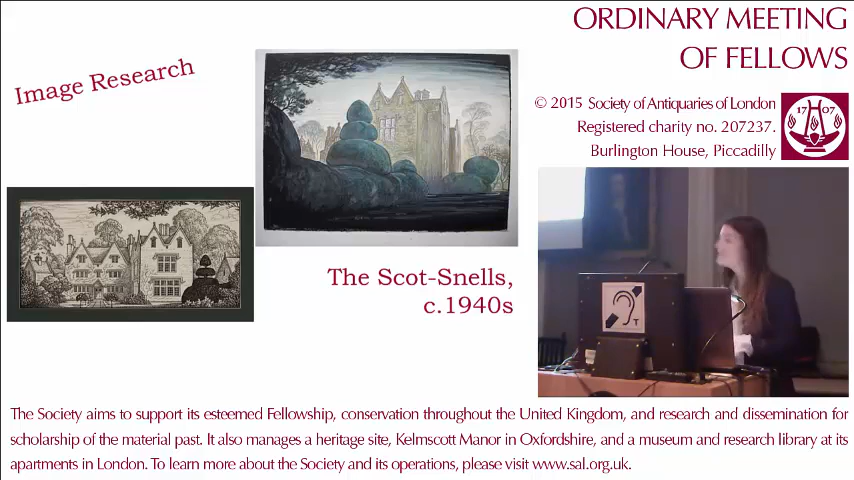 ORDINARY MEETING
OF FELLOWS
Image Research
© 2015 Society of Antiquaries of London
Registered charity no. 207237.
Burlington House, Piccadilly
17 07
The Scot-Snells,
c.1940s
T
The Society aims to support its esteemed Fellowship, conservation throughout the United Kingdom, and research and dissemination for
scholarship of the material past. It also manages a heritage site, Kelmscott Manor in Oxfordshire, and a museum and research library at its
apartments in London. To learn more about the Society and its operations, please visit www.sal.org.uk.